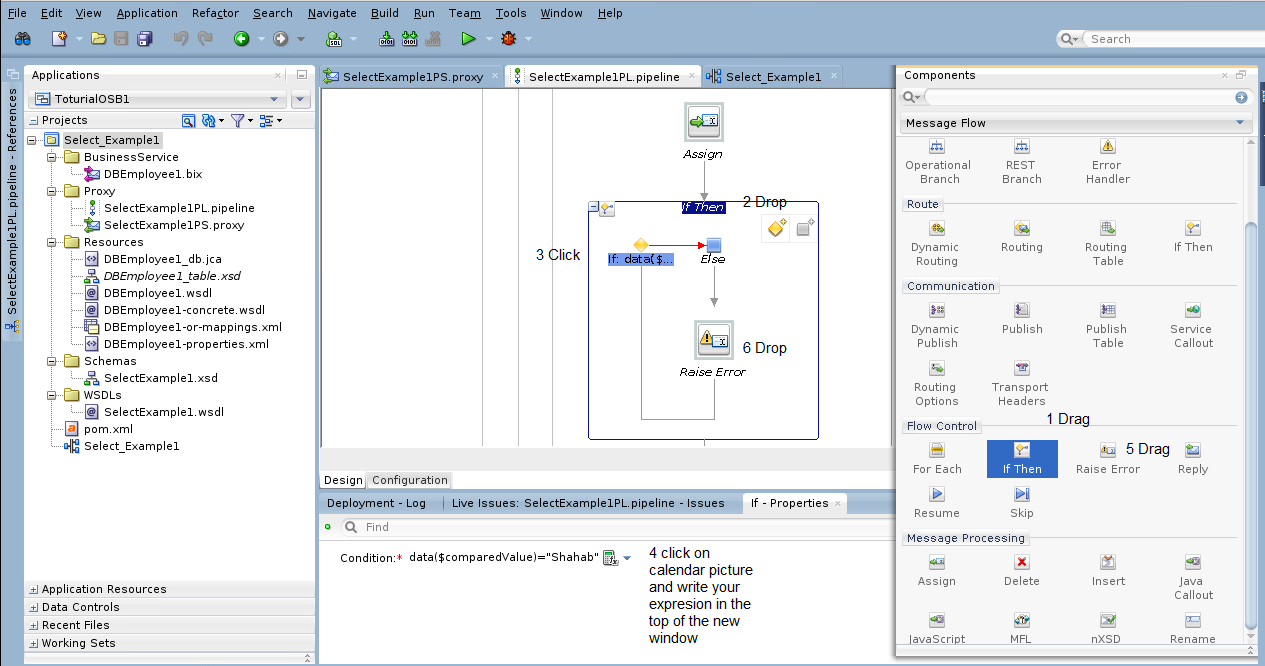 File Edit View Application Refactor Search Navigate Build Run Team Tools Window Help
Search
SelectExample1PL.pipeline - References
Applications
ToturialOSB1
Projects
Select_Example1
BusinessService
DBEmployee1.bix
Proxy
SelectExample1PL.pipeline
SelectExample1PS.proxy
Resources
DBEmployee1_db.jca
DBEmployee1_table.xsd
DBEmployee1.wsdl
DBEmployee1-concrete.wsdl
DBEmployee1-or-mappings.xml
DBEmployee1-properties.xml
Schemas
SelectExample1.xsd
WSDLs
SelectExample1.wsdl
pom.xml
Select_Example1
Application Resources
Data Controls
Recent Files
Working Sets
SelectExample1PS.proxy SelectExample1PL.pipeline Select_Example1
Assign
If Then
2 Drop
3 Click
If: data($...
Else
6 Drop
Raise Error
Design Configuration
Deployment - Log Live Issues: SelectExample1PL.pipeline - Issues If - Properties
Find
Condition:* data($comparedValue)="Shahab"
4 click on
calendar picture
and write your
expresion in the
top of the new
window
Components
Message Flow
Operational
Branch
REST
Branch
Error
Handler
Route
Dynamic
Routing
Routing
Routing
Table
If Then
Communication
Dynamic
Publish
Publish
Publish
Table
Service
Callout
Routing
Options
Transport
Headers
1 Drag
Flow Control
For Each
If Then
5 Drag
Raise Error
Reply
Resume
Skip
Message Processing
Assign
Delete
Insert
Java
Callout
JavaScript
MFL
nXSD
Rename